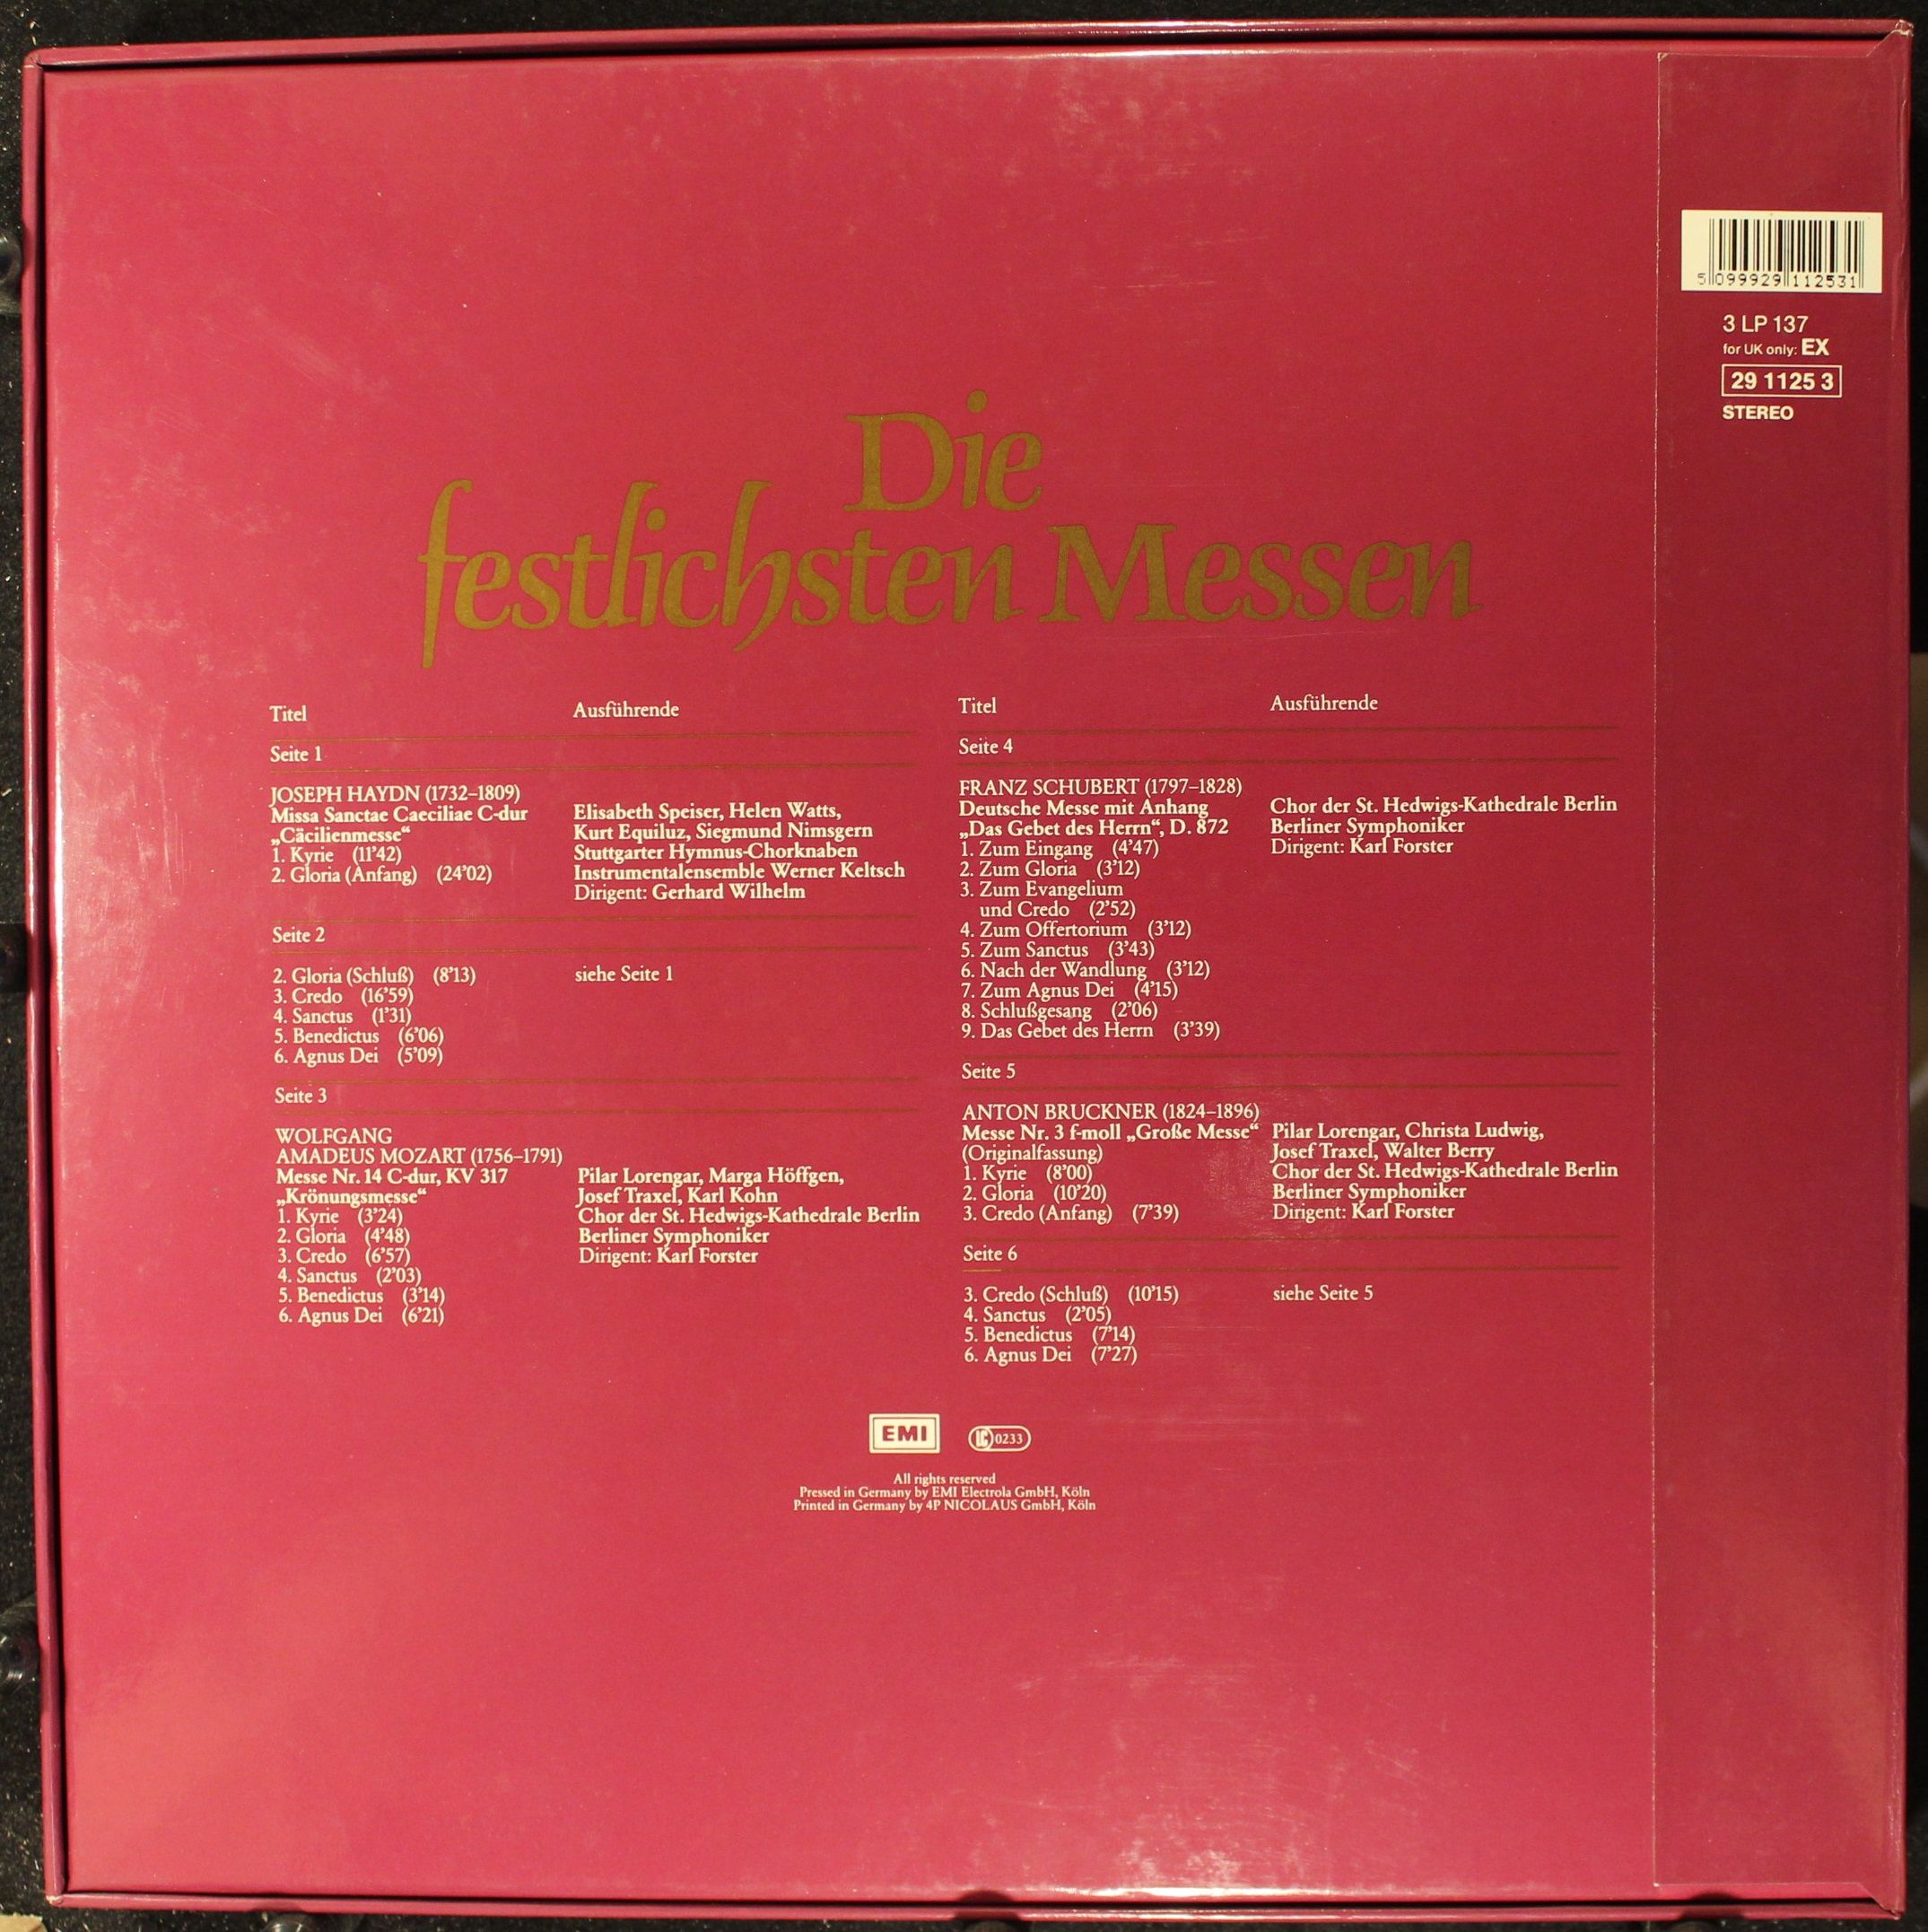 5 099929 112531
3 LP 137
for UK only: EX
29 1125 3
STEREO
Die
festlichsten Messen
Titel Ausführende
Seite 1
JOSEPH HAYDN (1732–1809)
Missa Sanctae Caeciliae C-dur
„Cäcilienmesse“
1. Kyrie (11'42)
2. Gloria (Anfang) (24'02)
Elisabeth Speiser, Helen Watts,
Kurt Equiluz, Siegmund Nimsgern
Stuttgarter Hymnus-Chorknaben
Instrumentalensemble Werner Keltsch
Dirigent: Gerhard Wilhelm
Seite 2
2. Gloria (Schluß) (8'13) siehe Seite 1
3. Credo (16'59)
4. Sanctus (1'31)
5. Benedictus (6'06)
6. Agnus Dei (5'09)
Seite 3
WOLFGANG
AMADEUS MOZART (1756–1791)
Messe Nr. 14 C-dur, KV 317
„Krönungsmesse“
1. Kyrie (3'24)
2. Gloria (4'48)
3. Credo (6'57)
4. Sanctus (2'03)
5. Benedictus (3'14)
6. Agnus Dei (6'21)
Pilar Lorengar, Marga Höffgen,
Josef Traxel, Karl Kohn
Chor der St. Hedwigs-Kathedrale Berlin
Berliner Symphoniker
Dirigent: Karl Forster
Titel Ausführende
Seite 4
FRANZ SCHUBERT (1797–1828)
Deutsche Messe mit Anhang
„Das Gebet des Herrn“, D. 872
1. Zum Eingang (4'47)
2. Zum Gloria (3'12)
3. Zum Evangelium
und Credo (2'52)
4. Zum Offertorium (3'12)
5. Zum Sanctus (3'43)
6. Nach der Wandlung (3'12)
7. Zum Agnus Dei (4'15)
8. Schlußgesang (2'06)
9. Das Gebet des Herrn (3'39)
Chor der St. Hedwigs-Kathedrale Berlin
Berliner Symphoniker
Dirigent: Karl Forster
Seite 5
ANTON BRUCKNER (1824–1896)
Messe Nr. 3 f-moll „Große Messe“
(Originalfassung)
1. Kyrie (8'00)
2. Gloria (10'20)
3. Credo (Anfang) (7'39)
Pilar Lorengar, Christa Ludwig,
Josef Traxel, Walter Berry
Chor der St. Hedwigs-Kathedrale Berlin
Berliner Symphoniker
Dirigent: Karl Forster
Seite 6
3. Credo (Schluß) (10'15) siehe Seite 5
4. Sanctus (2'05)
5. Benedictus (7'14)
6. Agnus Dei (7'27)
EMI LC 0233
All rights reserved
Pressed in Germany by EMI Electrola GmbH, Köln
Printed in Germany by 4P NICOLAUS GmbH, Köln